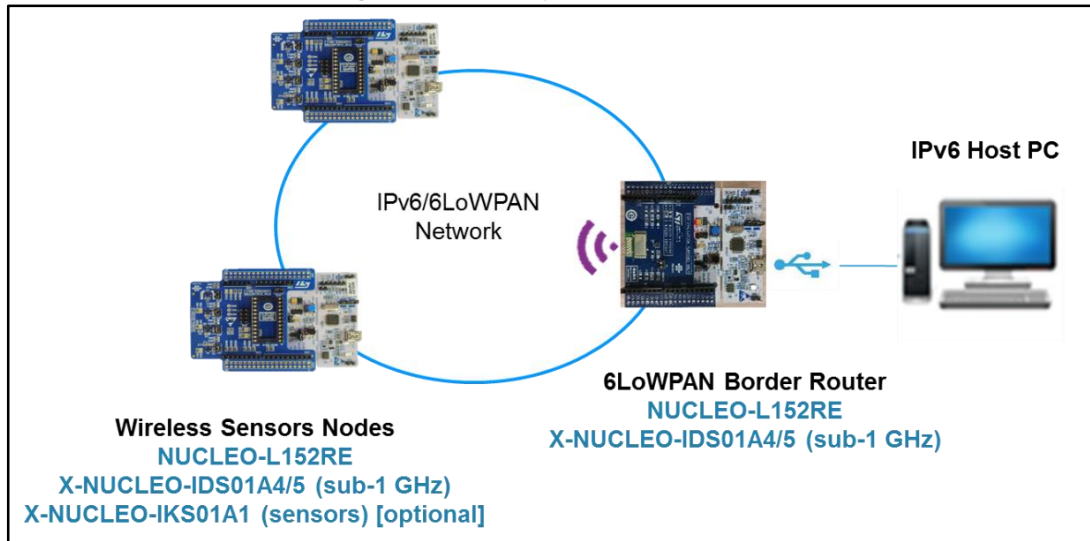 IPv6 Host PC
IPv6/6LoWPAN
Network
6LoWPAN Border Router
NUCLEO-L152RE
X-NUCLEO-IDS01A4/5 (sub-1 GHz)
Wireless Sensors Nodes
NUCLEO-L152RE
X-NUCLEO-IDS01A4/5 (sub-1 GHz)
X-NUCLEO-IKS01A1 (sensors) [optional]